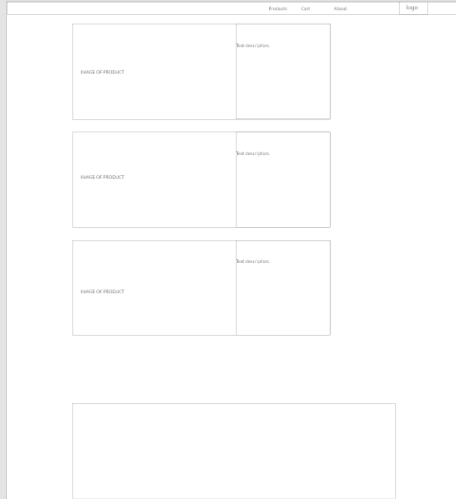 Products Cart About logo
Text description.
IMAGE OF PRODUCT
Text description.
IMAGE OF PRODUCT
Text description.
IMAGE OF PRODUCT